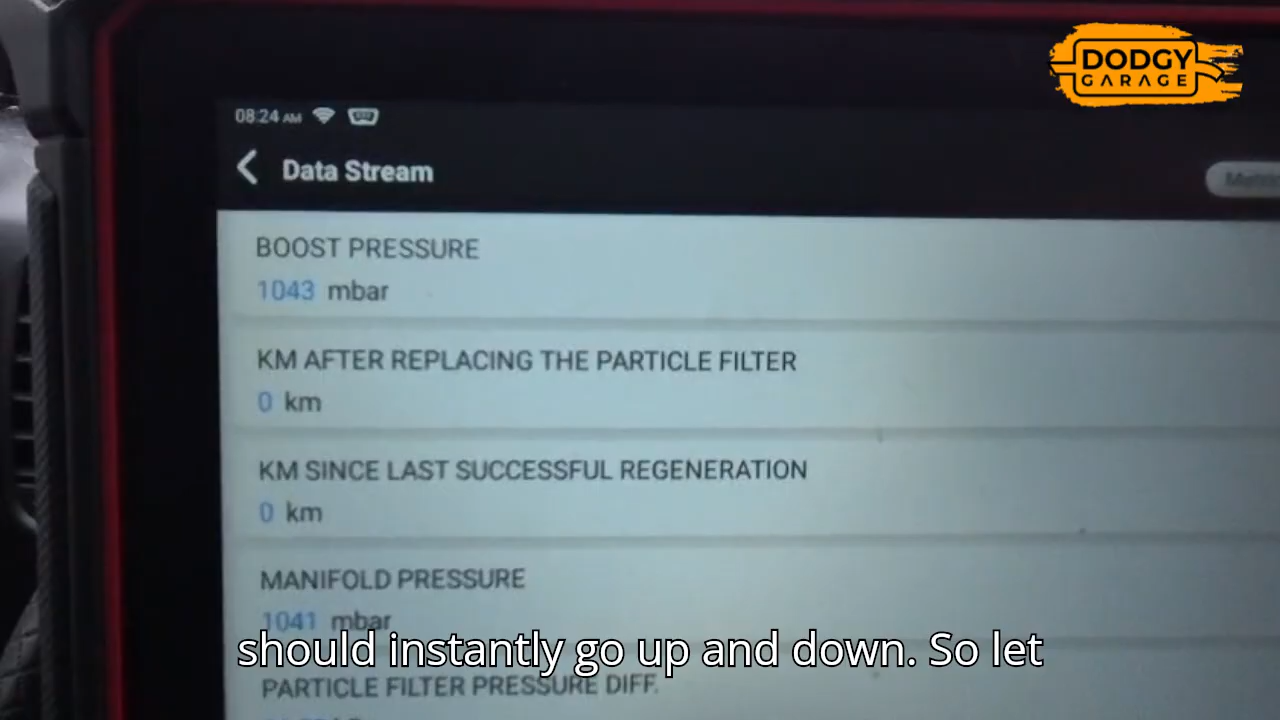 DODGY
GARAGE
08:24 AM
Data Stream
BOOST PRESSURE
1043 mbar
KM AFTER REPLACING THE PARTICLE FILTER
0 km
KM SINCE LAST SUCCESSFUL REGENERATION
0 km
MANIFOLD PRESSURE
1041 mbar
should instantly go up and down. So let
PARTICLE FILTER PRESSURE DIFF.